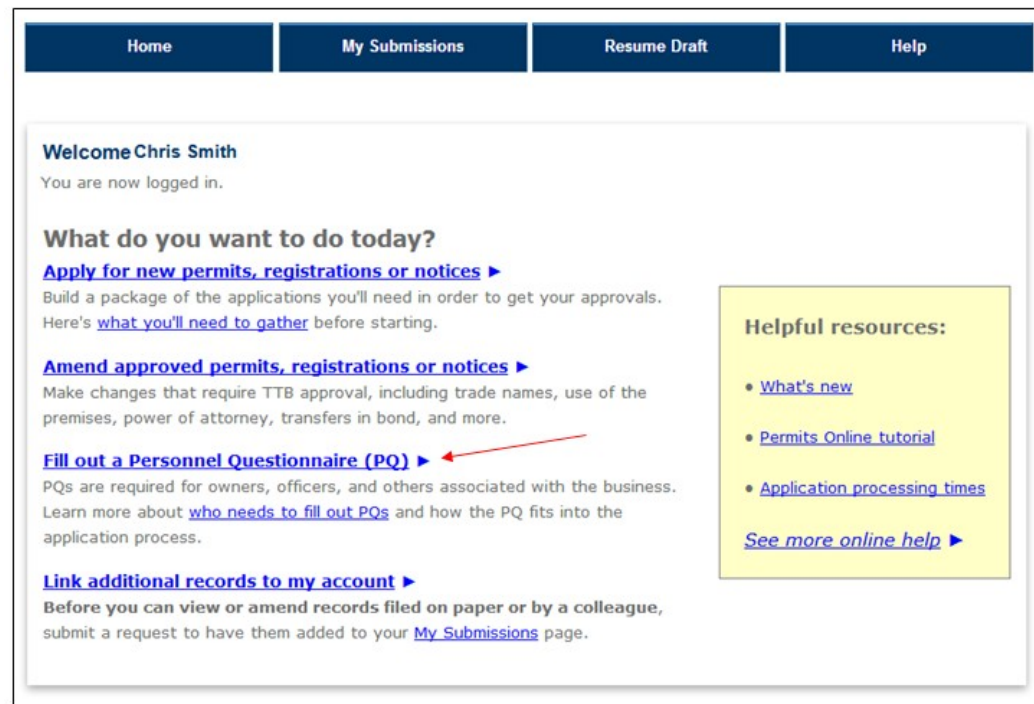 Home My Submissions Resume Draft Help
Welcome Chris Smith
You are now logged in.
What do you want to do today?
Apply for new permits, registrations or notices ►
Build a package of the applications you'll need in order to get your approvals.
Here's what you'll need to gather before starting.
Amend approved permits, registrations or notices ►
Make changes that require TTB approval, including trade names, use of the
premises, power of attorney, transfers in bond, and more.
Fill out a Personnel Questionnaire (PQ) ►
PQs are required for owners, officers, and others associated with the business.
Learn more about who needs to fill out PQs and how the PQ fits into the
application process.
Link additional records to my account ►
Before you can view or amend records filed on paper or by a colleague,
submit a request to have them added to your My Submissions page.
Helpful resources:
• What's new
• Permits Online tutorial
• Application processing times
See more online help ►